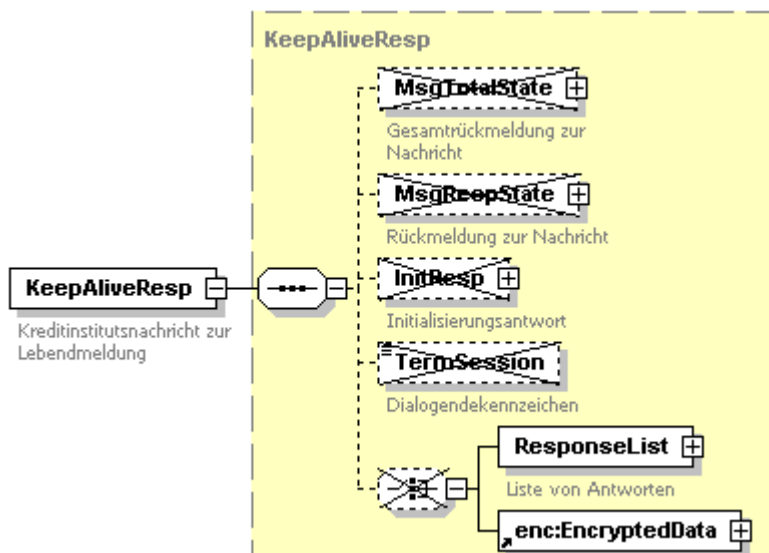 KeepAliveResp
MsgTotalState
Gesamtrückmeldung zur
Nachricht
MsgRespState
Rückmeldung zur Nachricht
KeepAliveResp
Kreditinstitutsnachricht zur
Lebendmeldung
InitResp
Initialisierungsantwort
TermSession
Dialogendekennzeichen
ResponseList
Liste von Antworten
enc:EncryptedData